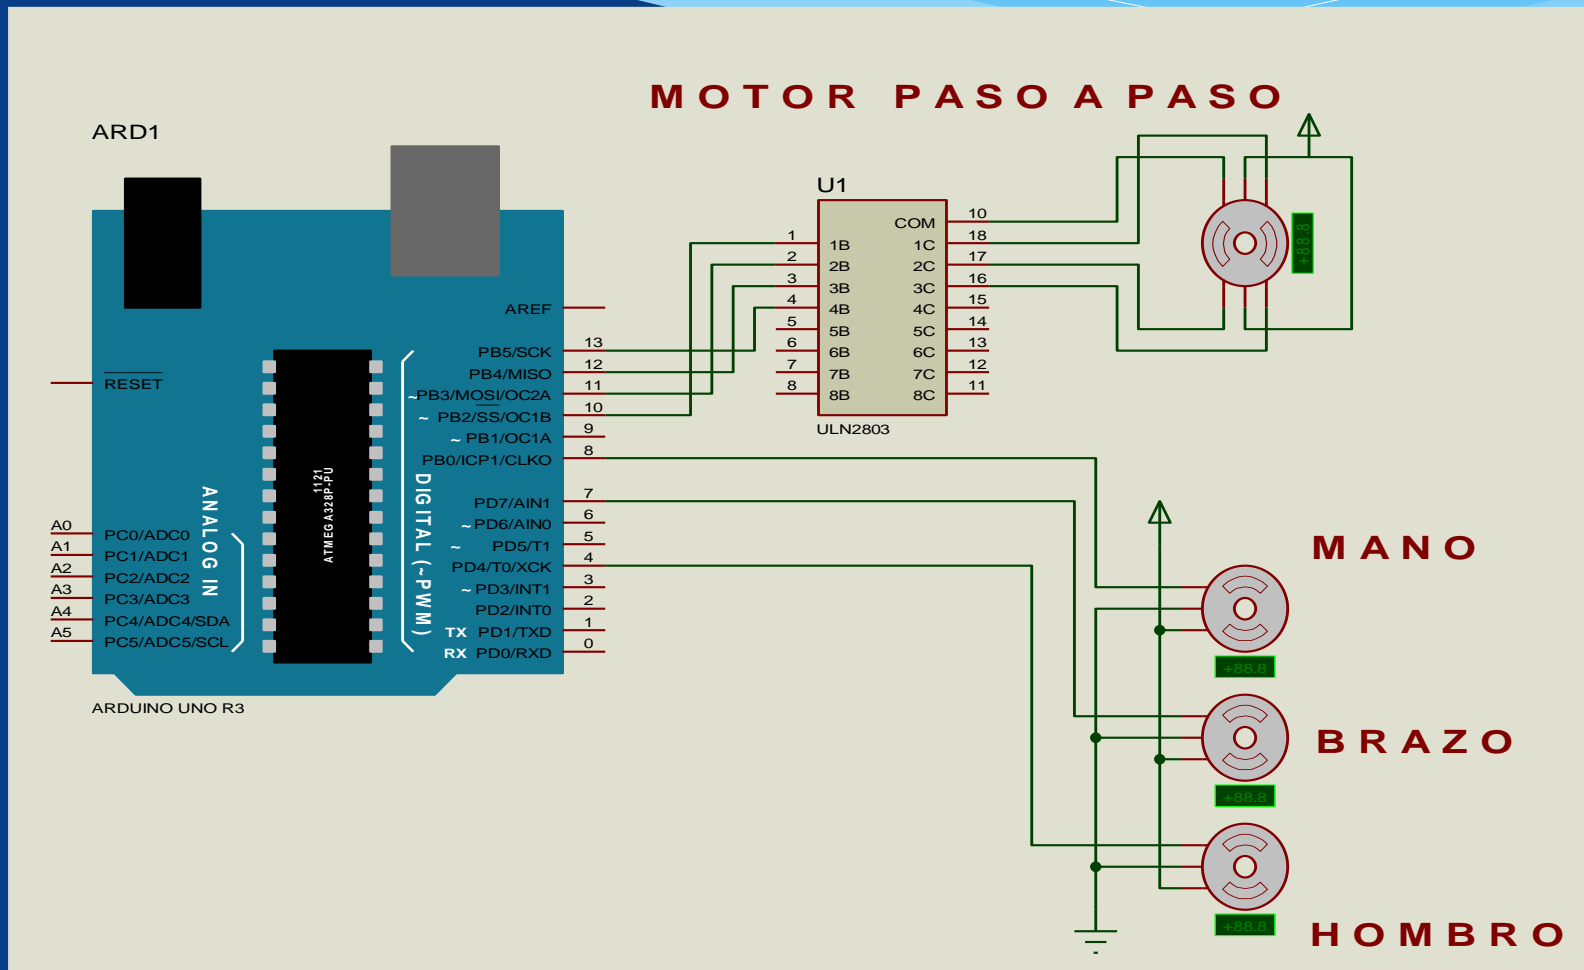 MOTOR PASO A PASO
ARD1
ARDUINO UNO R3
RESET
AREF
PB5/SCK 13
PB4/MISO 12
~PB3/MOSI/OC2A 11
~ PB2/SS/OC1B 10
~ PB1/OC1A 9
PB0/ICP1/CLKO 8
PD7/AIN1 7
~ PD6/AIN0 6
~ PD5/T1 5
PD4/T0/XCK 4
~ PD3/INT1 3
PD2/INT0 2
TX PD1/TXD 1
RX PD0/RXD 0
DIGITAL (~PWM)
1121
ATMEGA328P-PU
ANALOG IN
A0 PC0/ADC0
A1 PC1/ADC1
A2 PC2/ADC2
A3 PC3/ADC3
A4 PC4/ADC4/SDA
A5 PC5/ADC5/SCL
U1
COM 10
1 1B 1C 18
2 2B 2C 17
3 3B 3C 16
4 4B 4C 15
5 5B 5C 14
6 6B 6C 13
7 7B 7C 12
8 8B 8C 11
ULN2803
+88.8
MANO
+88.8
BRAZO
+88.8
HOMBRO
+88.8